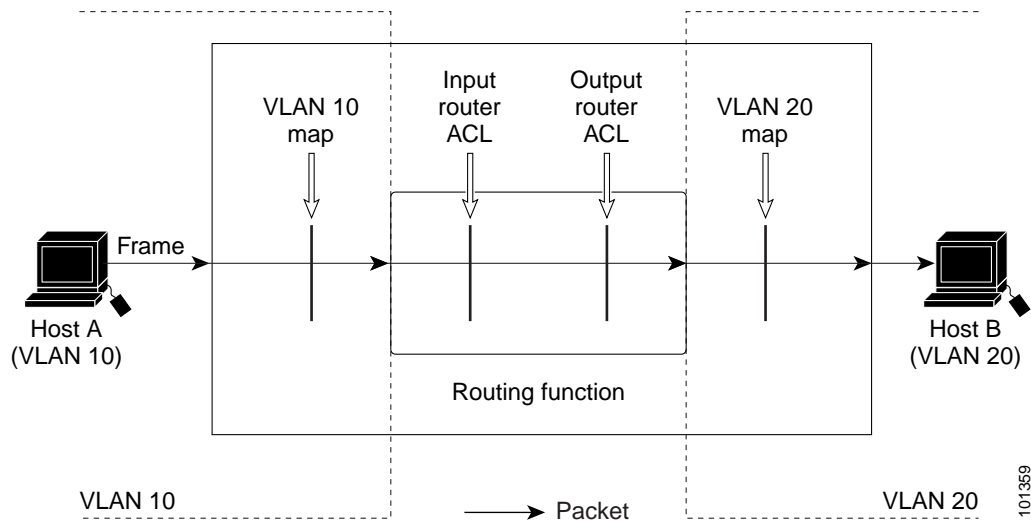 VLAN 10
map
Input
router
ACL
Output
router
ACL
VLAN 20
map
Frame
Host A
(VLAN 10)
Host B
(VLAN 20)
Routing function
VLAN 10
Packet
VLAN 20
101359